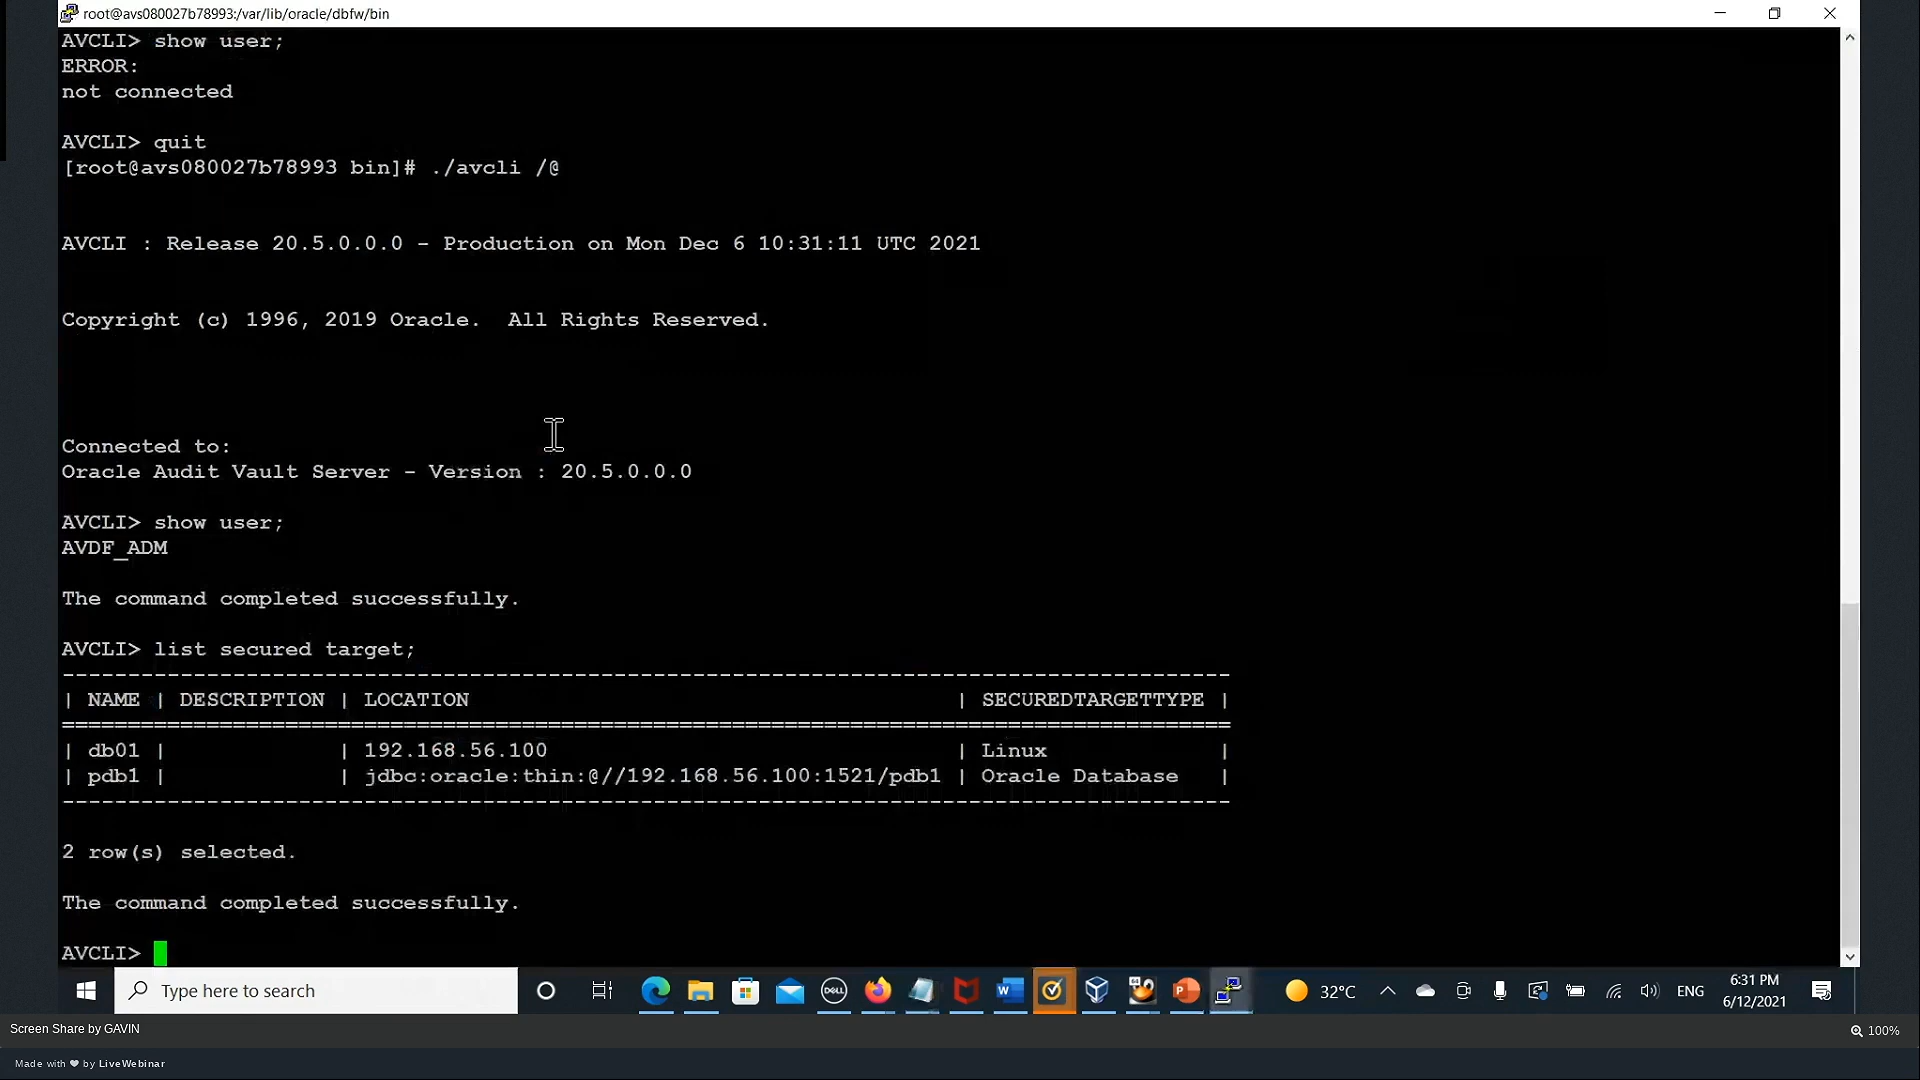 root@avs080027b78993:/var/lib/oracle/dbfw/bin
AVCLI> show user;
ERROR:
not connected
AVCLI> quit
[root@avs080027b78993 bin]# ./avcli /@
AVCLI : Release 20.5.0.0.0 - Production on Mon Dec 6 10:31:11 UTC 2021
Copyright (c) 1996, 2019 Oracle.  All Rights Reserved.
Connected to:
Oracle Audit Vault Server - Version : 20.5.0.0.0
AVCLI> show user;
AVDF_ADM
The command completed successfully.
AVCLI> list secured target;
-----------------------------------------------------------------------------------------
| NAME | DESCRIPTION | LOCATION                                     | SECUREDTARGETTYPE |
=========================================================================================
| db01 |             | 192.168.56.100                               | Linux             |
| pdb1 |             | jdbc:oracle:thin:@//192.168.56.100:1521/pdb1 | Oracle Database   |
-----------------------------------------------------------------------------------------
2 row(s) selected.
The command completed successfully.
AVCLI>
Type here to search
DELL
32°C
ENG
6:31 PM
6/12/2021
Screen Share by GAVIN
100%
Made with ❤ by LiveWebinar